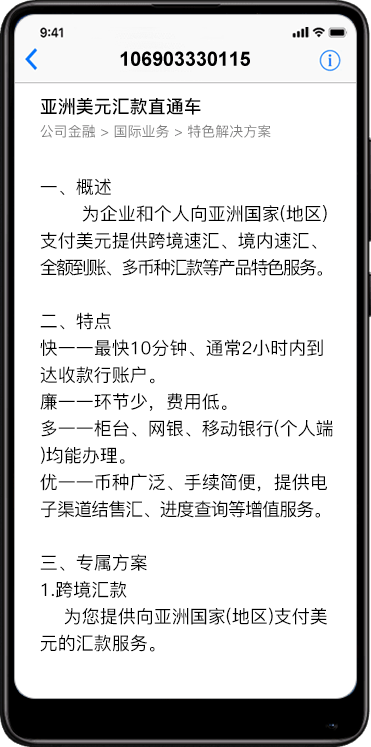 9:41
106903330115
亚洲美元汇款直通车
公司金融 > 国际业务 > 特色解决方案
一、概述
为企业和个人向亚洲国家(地区)
支付美元提供跨境速汇、境内速汇、
全额到账、多币种汇款等产品特色服务。
二、特点
快一一最快10分钟、通常2小时内到
达收款行账户。
廉一一环节少，费用低。
多一一柜台、网银、移动银行(个人端
)均能办理。
优一一币种广泛、手续简便，提供电
子渠道结售汇、进度查询等增值服务。
三、专属方案
1.跨境汇款
为您提供向亚洲国家(地区)支付美
元的汇款服务。